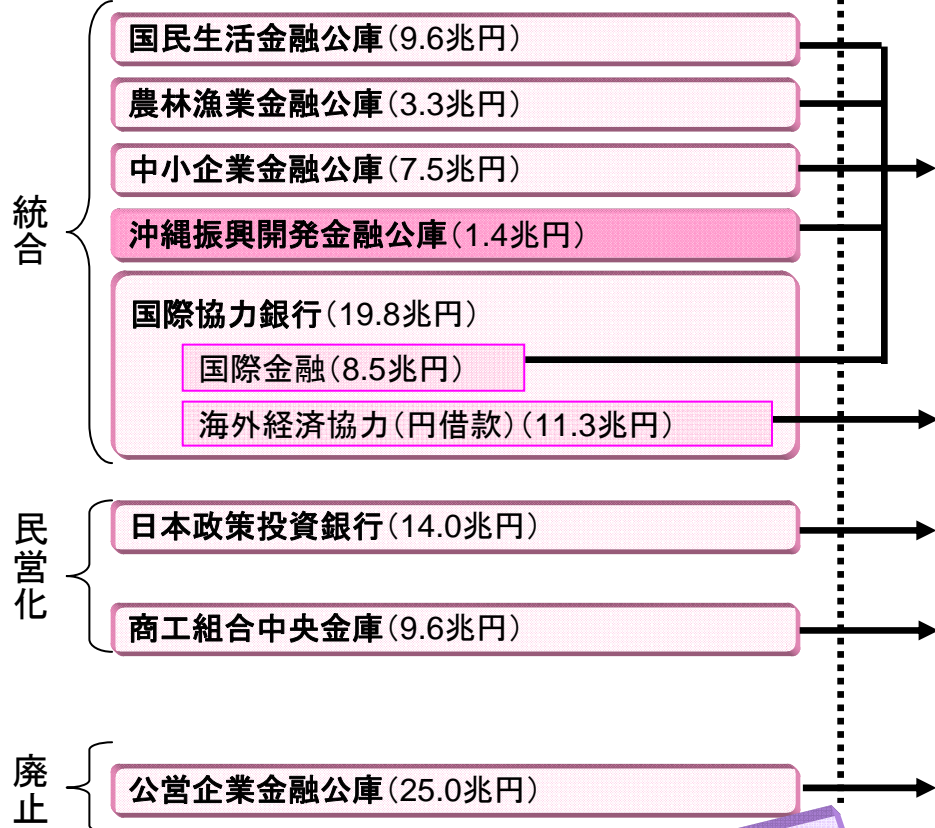 統合
国民生活金融公庫(9.6兆円)
農林漁業金融公庫(3.3兆円)
中小企業金融公庫(7.5兆円)
沖縄振興開発金融公庫(1.4兆円)
国際協力銀行(19.8兆円)
国際金融(8.5兆円)
海外経済協力(円借款)(11.3兆円)
民営化
日本政策投資銀行(14.0兆円)
商工組合中央金庫(9.6兆円)
廃止
公営企業金融公庫(25.0兆円)